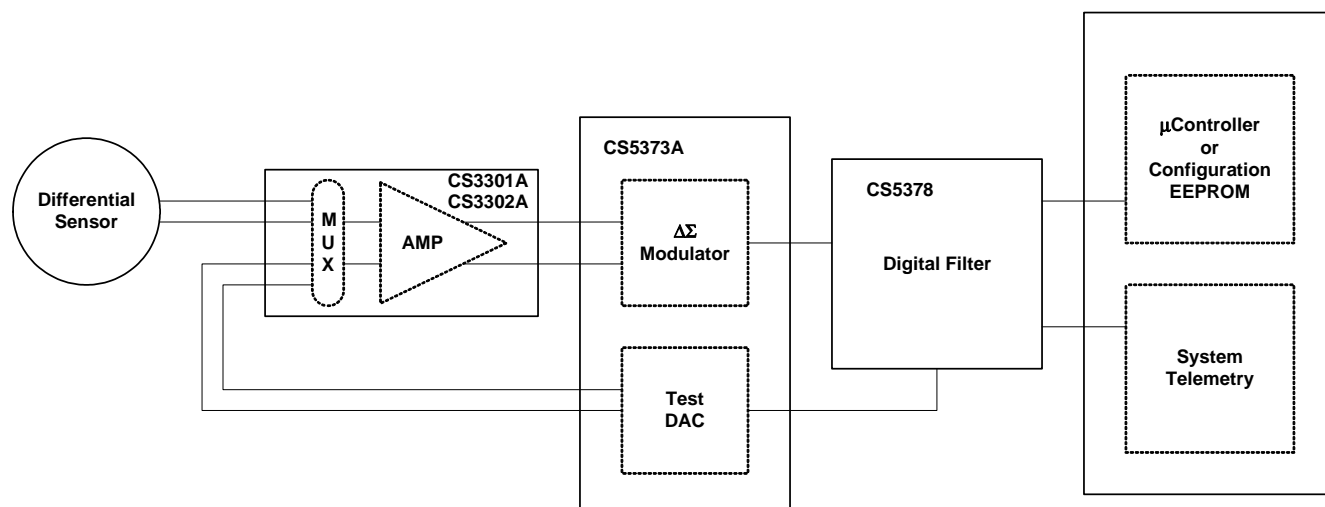 Differential
Sensor
CS3301A
CS3302A
M
U
X
AMP
CS5373A
ΔΣ
Modulator
Test
DAC
CS5378
Digital Filter
μController
or
Configuration
EEPROM
System
Telemetry